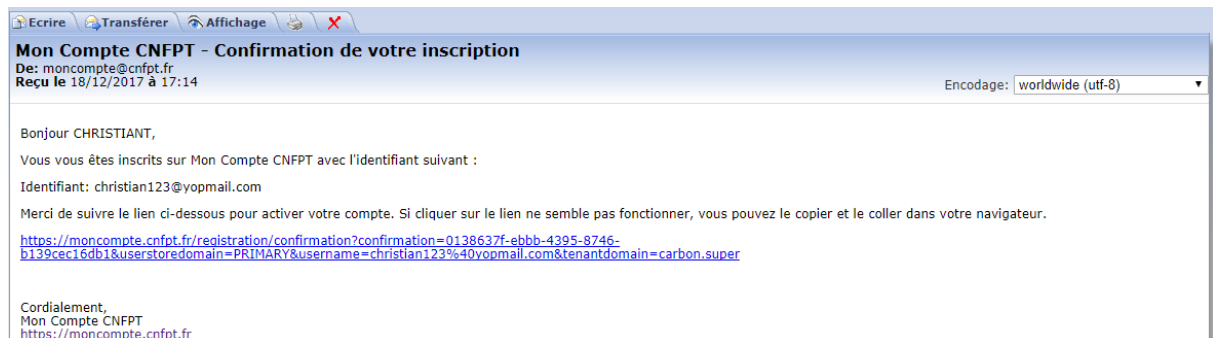 Ecrire Transférer Affichage
Mon Compte CNFPT - Confirmation de votre inscription
De: moncompte@cnfpt.fr
Reçu le 18/12/2017 à 17:14
Encodage: worldwide (utf-8)
Bonjour CHRISTIANT,
Vous vous êtes inscrits sur Mon Compte CNFPT avec l'identifiant suivant :
Identifiant: christian123@yopmail.com
Merci de suivre le lien ci-dessous pour activer votre compte. Si cliquer sur le lien ne semble pas fonctionner, vous pouvez le copier et le coller dans votre navigateur.
https://moncompte.cnfpt.fr/registration/confirmation?confirmation=0138637f-ebbb-4395-8746-
b139cec16db1&userstoredomain=PRIMARY&username=christian123%40yopmail.com&tenantdomain=carbon.super
Cordialement,
Mon Compte CNFPT
https://moncompte.cnfpt.fr